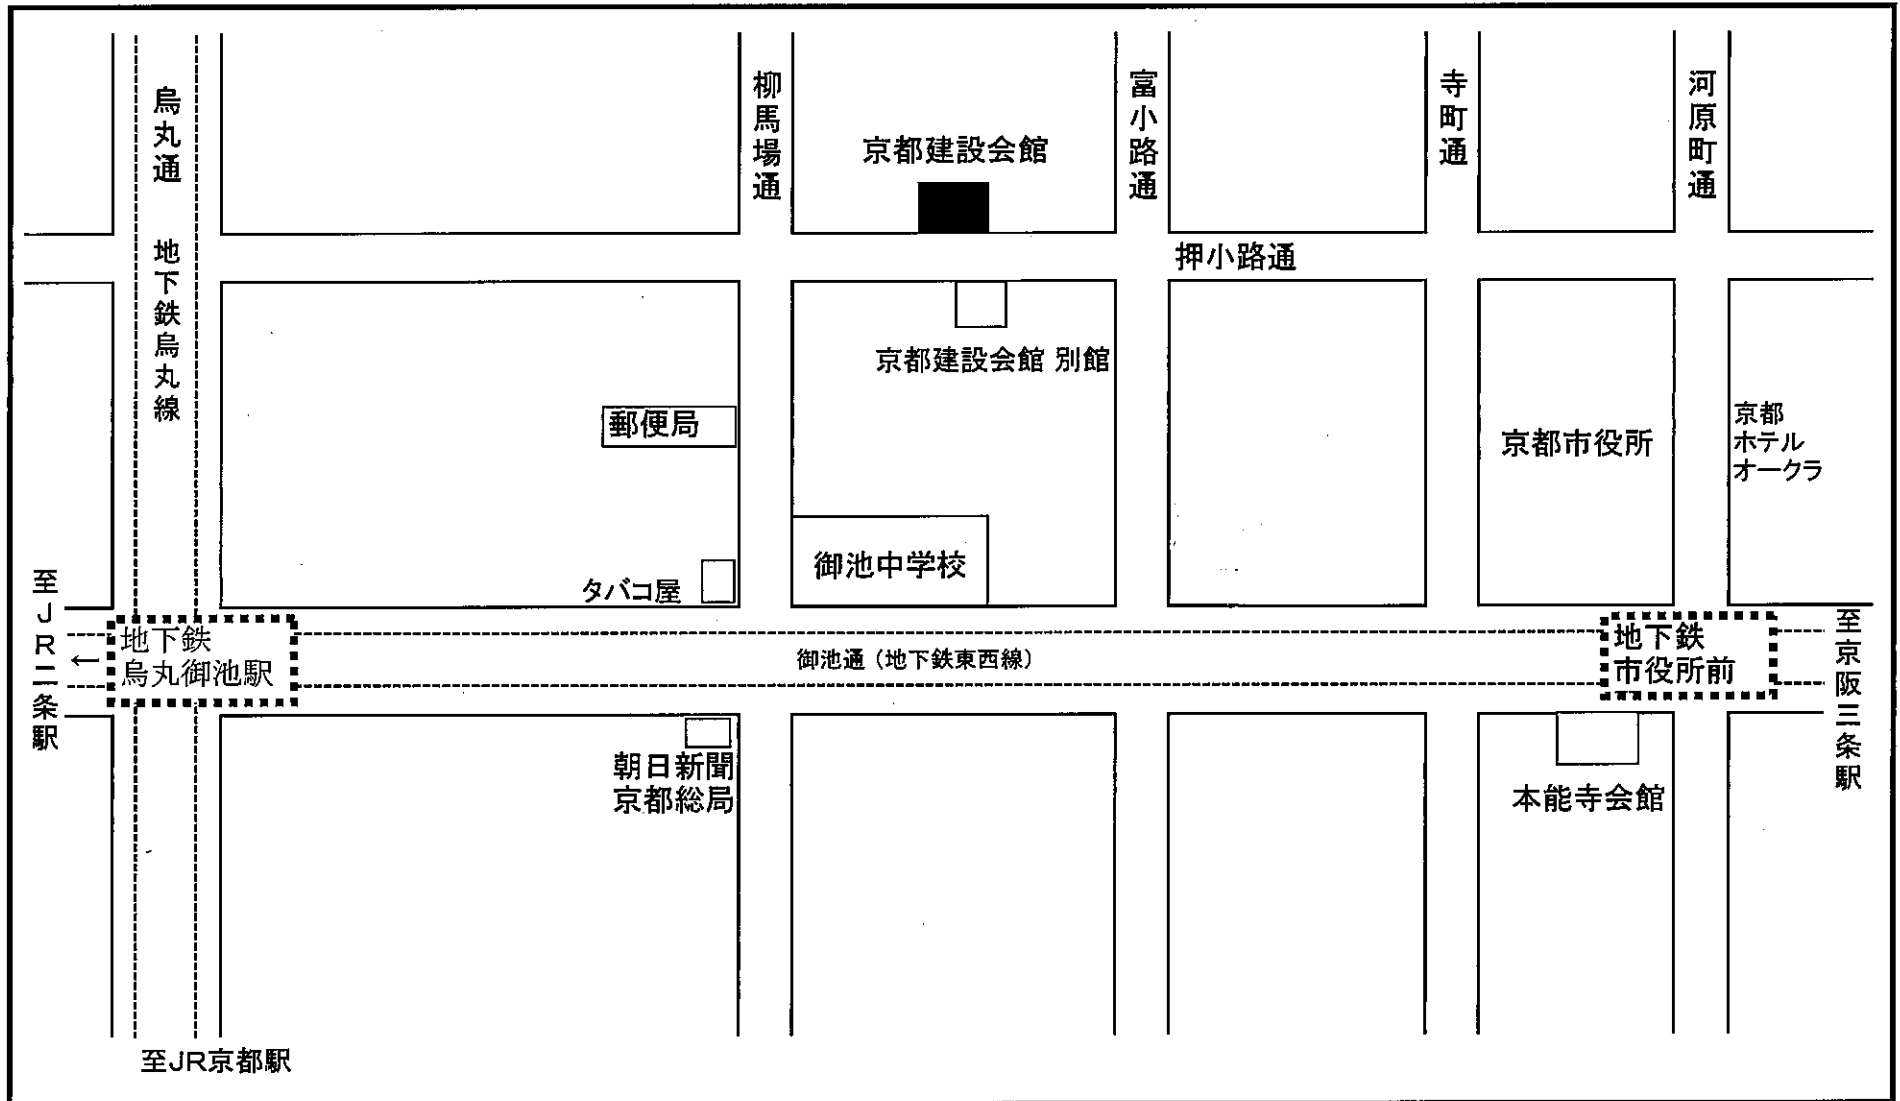 烏丸通
地下鉄烏丸線
柳馬場通
京都建設会館
富小路通
寺町通
河原町通
押小路通
京都建設会館 別館
郵便局
京都市役所
京都
ホテル
オークラ
御池中学校
タバコ屋
至JR二条駅
←
地下鉄
烏丸御池駅
御池通（地下鉄東西線）
地下鉄
市役所前
至京阪三条駅
朝日新聞
京都総局
本能寺会館
至JR京都駅